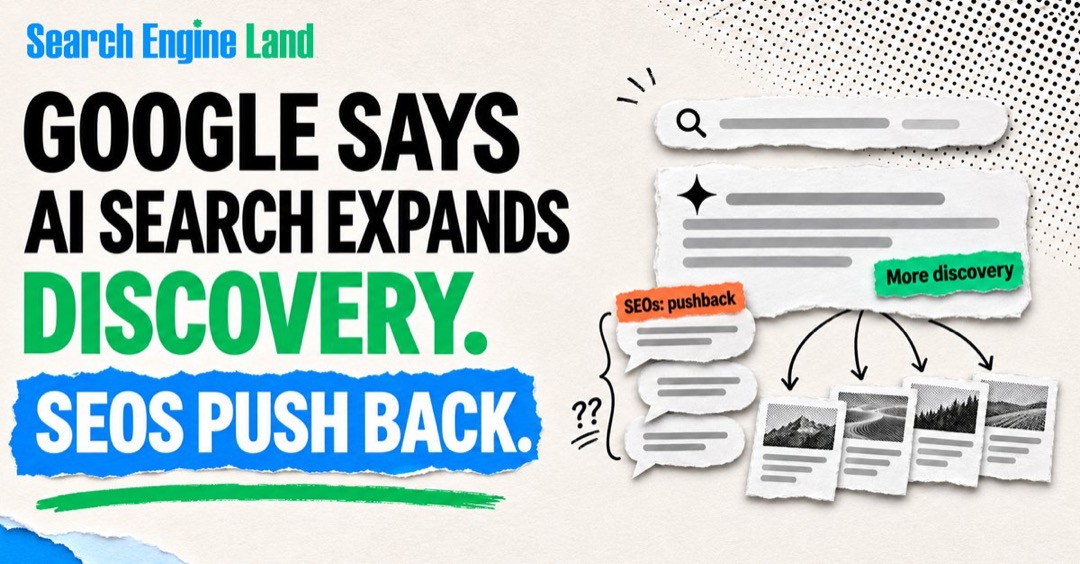 Search Engine Land
GOOGLE SAYS
AI SEARCH EXPANDS
DISCOVERY.
SEOS PUSH BACK.
More discovery
SEOs: pushback
??